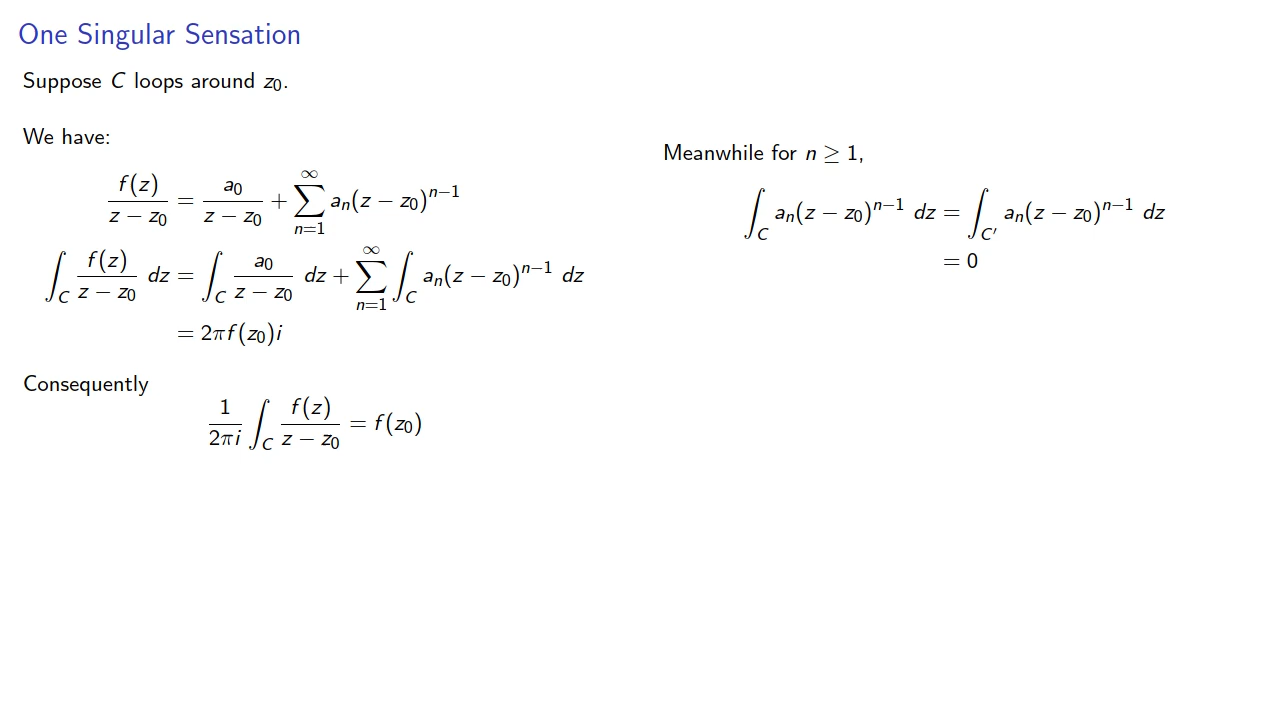 One Singular Sensation
Suppose C loops around z₀.
We have:
f(z)/(z − z₀) = a₀/(z − z₀) + ∑_{n=1}^{∞} aₙ(z − z₀)ⁿ⁻¹
∫_C f(z)/(z − z₀) dz = ∫_C a₀/(z − z₀) dz + ∑_{n=1}^{∞} ∫_C aₙ(z − z₀)ⁿ⁻¹ dz
= 2πf(z₀)i
Consequently
1/(2πi) ∫_C f(z)/(z − z₀) = f(z₀)
Meanwhile for n ≥ 1,
∫_C aₙ(z − z₀)ⁿ⁻¹ dz = ∫_{C′} aₙ(z − z₀)ⁿ⁻¹ dz
= 0